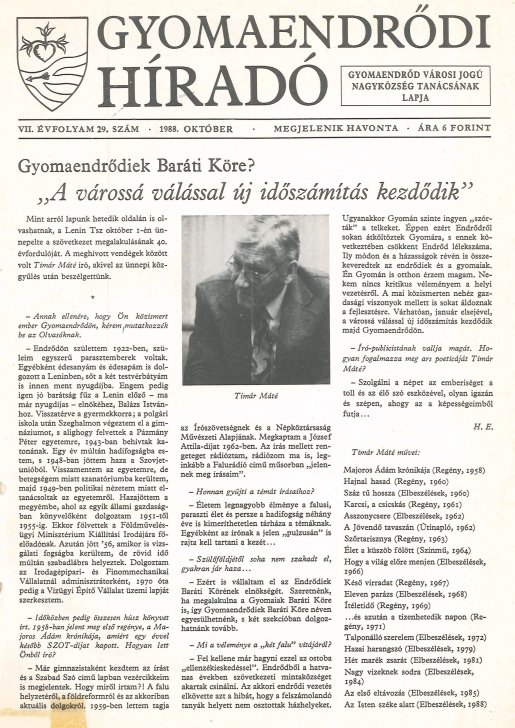 GYOMAENDRŐDI
HÍRADÓ
GYOMAENDRŐD VÁROSI JOGÚ
NAGYKÖZSÉG TANÁCSÁNAK
LAPJA
VII. ÉVFOLYAM 29. SZÁM · 1988. OKTÓBER · MEGJELENIK HAVONTA · ÁRA 6 FORINT
Gyomaendrődiek Baráti Köre?
„A várossá válással új időszámítás kezdődik”
Mint arról lapunk hetedik oldalán is ol-
vashatnak, a Lenin Tsz október 1-én ün-
nepelte a szövetkezet megalakulásának 40.
évfordulóját. A meghívott vendégek között
volt Tímár Máté író, akivel az ünnepi köz-
gyűlés után beszélgettünk.
*
– Annak ellenére, hogy Ön közismert
ember Gyomaendrődön, kérem, mutatkozzék
be az Olvasóknak.
– Endrődön születtem 1922-ben, szü-
leim egyszerű parasztemberek voltak.
Egyébként édesanyám és édesapám is dol-
gozott a Leninben, sőt a két testvérbátyám
is innen ment nyugdíjba. Engem pedig
igen jó barátság fűz a Lenin előző – ma
már nyugdíjas – elnökéhez, Balázs István-
hoz. Visszatérve a gyermekkorra; a polgári
iskola után Szeghalmon végeztem el a gim-
náziumot, s alighogy felvettek a Pázmány
Péter egyetemre, 1943-ban behívtak ka-
tonának. Egy év múltán hadifogságba es-
tem, s 1948-ban jöttem haza a Szovjet-
unióból. Visszamentem az egyetemre, de
betegségem miatt szanatóriumba kerültem,
majd 1949-ben politikai nézetem miatt el-
tanácsoltak az egyetemről. Hazajöttem a
megyémbe, ahol az egyik állami gazdaság-
ban könyvelőként dolgoztam 1951-től
1955-ig. Ekkor fölvettek a Földművelés-
ügyi Minisztérium Kiállítási Irodájára fő-
előadónak. Azután jött '56, amikor is vizs-
gálati fogságba kerültem, de rövid idő
múltán szabadlábra helyeztek. Dolgoztam
az Irodagépipari- és Finommechanikai
Vállalatnál adminisztrátorként, 1970 óta
pedig a Vízügyi Építő Vállalat üzemi lapját
szerkesztem.
– Időközben pedig összesen húsz könyvet
írt. 1958-ban jelent meg első regénye, a Ma-
joros Ádám krónikája, amiért egy évvel
később SZOT-díjat kapott. Hogyan lett
Önből író?
– Már gimnazistaként kezdtem az írást
és a Szabad Szó című lapban vezércikkeim
is megjelentek. Hogy miről írtam?! A falu
helyzetéről, a földreformról és az akkoriban
aktuális dolgokról. 1959-ben lettem tagja
Tímár Máté
az Írószövetségnek és a Népköztársaság
Művészeti Alapjának. Megkaptam a József
Attila-díjat 1962-ben. Az írás mellett ren-
geteget rádióztam, rádiózom ma is, leg-
inkább a Falurádió című műsorban „jelen-
nek meg írásaim”.
– Honnan gyűjti a témát írásaihoz?
– Életem legnagyobb élménye a falusi,
paraszti élet és persze a hadifogság néhány
éve is kimeríthetetlen tárháza a témáknak.
Egyébként az írónak a jelen „pulzusán” is
rajta kell tartani a kezét...
– Szülőföldjétől soha nem szakadt el,
gyakran jár haza...
– Ezért is vállaltam el az Endrődiek
Baráti Körének elnökségét. Szeretnénk,
ha megalakulna a Gyomaiak Baráti Köre
is, így Gyomaendrődiek Baráti Köre néven
egyesülhetnénk, s két szekcióban dolgoz-
hatnánk tovább.
– Mi a véleménye a „két falu” vitájáról?
– Fel kellene már hagyni ezzel az ostoba
„ellenzékieskedéssel”. Endrődből a hatva-
nas években szövetkezeti mintaközséget
akartak csinálni. Az akkori endrődi vezetés
elkövette azt a hibát, hogy a felszámolandó
tanyák helyett nem osztottak házhelyeket.
Ugyanakkor Gyomán szinte ingyen „szór-
ták” a telkeket. Éppen ezért Endrődről
sokan átköltöztek Gyomára, s ennek kö-
vetkeztében csökkent Endrőd lélekszáma.
Ily módon és a házasságok révén is össze-
keveredtek az endrődiek és a gyomaiak.
Én Gyomán is otthon érzem magam. Ne-
kem nincs kritikus véleményem a helyi
vezetésről. A mai közismerten nehéz gaz-
dasági viszonyok mellett is sokat áldoznak
a fejlesztésre. Várhatóan, január elsejével,
a várossá válással új időszámítás kezdődik
majd Gyomaendrődön.
– Író-publicistának vallja magát. Ho-
gyan fogalmazza meg ars poeticáját Tímár
Máté?
– Szolgálni a népet az emberiséget a
toll és az élő szó eszközével, olyan igazán
és szépen, ahogy az a képességeimből
futja...
H. E.
Tímár Máté művei:
Majoros Ádám krónikája (Regény, 1958)
Hajnal hasad (Regény, 1960)
Száz tű hossza (Elbeszélések, 1960)
Karcsi, a csicskás (Regény, 1961)
Asszonycsere (Elbeszélések, 1962)
A Jövendő tavaszán (Útinapló, 1962)
Szőrtarisznya (Regény, 1963)
Élet a küszöb fölött (Színmű, 1964)
Hogy a világ előre menjen (Elbeszélések,
1966)
Késő virradat (Regény, 1967)
Eleven parázs (Elbeszélések, 1968)
Ítéletidő (Regény, 1969)
...és azután a tizenhetedik napon (Re-
gény, 1971)
Talponálló szerelem (Elbeszélések, 1972)
Hazai harangszó (Regény, 1979)
Hét marék zsarát (Elbeszélések, 1981)
Nagy vizeknek sodra (Elbeszélések,
1984)
Az első eltávozás (Elbeszélések, 1985)
Az Isten széke alatt (Elbeszélések, 1988)